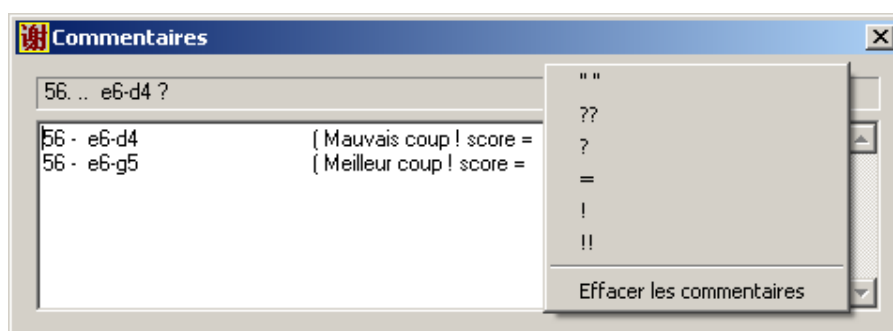 谢 Commentaires
56. .. e6-d4 ?
56 - e6-d4 ( Mauvais coup ! score =
56 - e6-g5 ( Meilleur coup ! score =
" "
??
?
=
!
!!
Effacer les commentaires